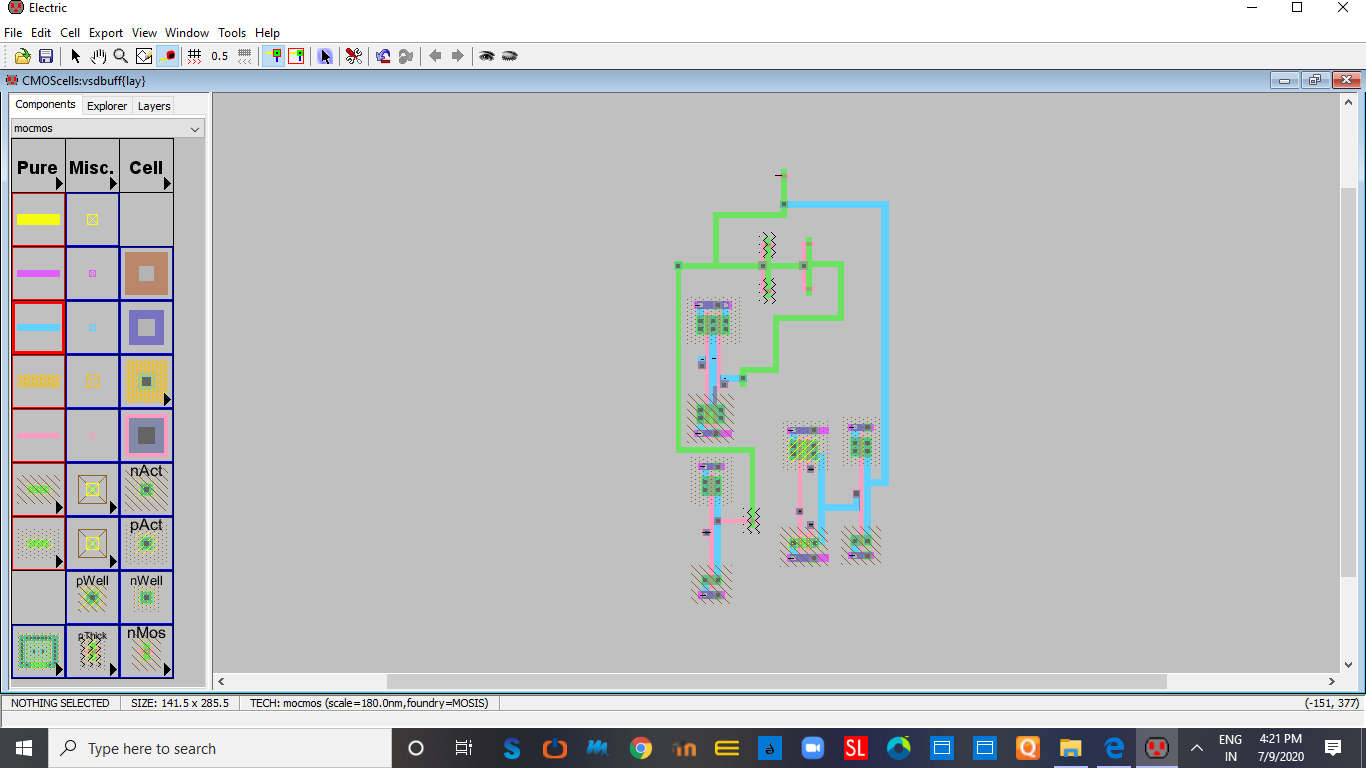 Electric
File Edit Cell Export View Window Tools Help
0.5
CMOScells:vsdbuff{lay}
Components Explorer Layers
mocmos
Pure Misc. Cell
nAct
pAct
pWell nWell
pThick nMos
NOTHING SELECTED SIZE: 141.5 x 285.5 TECH: mocmos (scale=180.0nm,foundry=MOSIS) (-151, 377)
Type here to search
SL
Q
ENG 4:21 PM
IN 7/9/2020